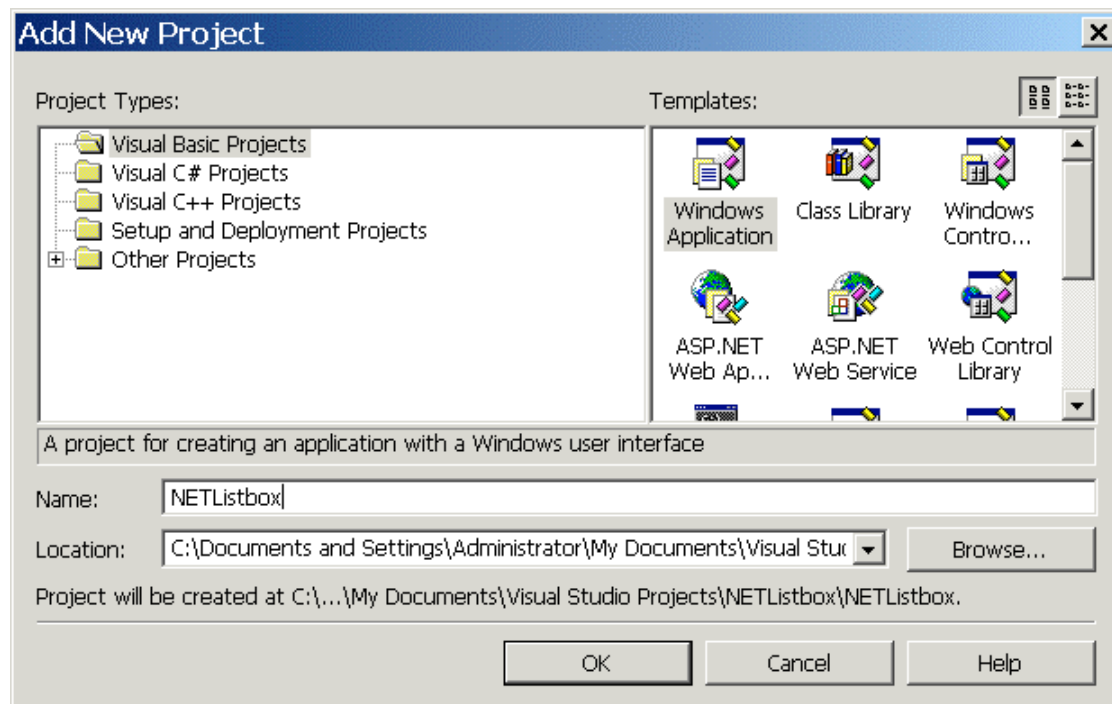 Add New Project
Project Types:
Templates:
Visual Basic Projects
Visual C# Projects
Visual C++ Projects
Setup and Deployment Projects
Other Projects
Windows
Application
Class Library
Windows
Contro...
ASP.NET
Web Ap...
ASP.NET
Web Service
Web Control
Library
A project for creating an application with a Windows user interface
Name:
NETListbox
Location:
C:\Documents and Settings\Administrator\My Documents\Visual Stuc
Browse...
Project will be created at C:\...\My Documents\Visual Studio Projects\NETListbox\NETListbox.
OK
Cancel
Help